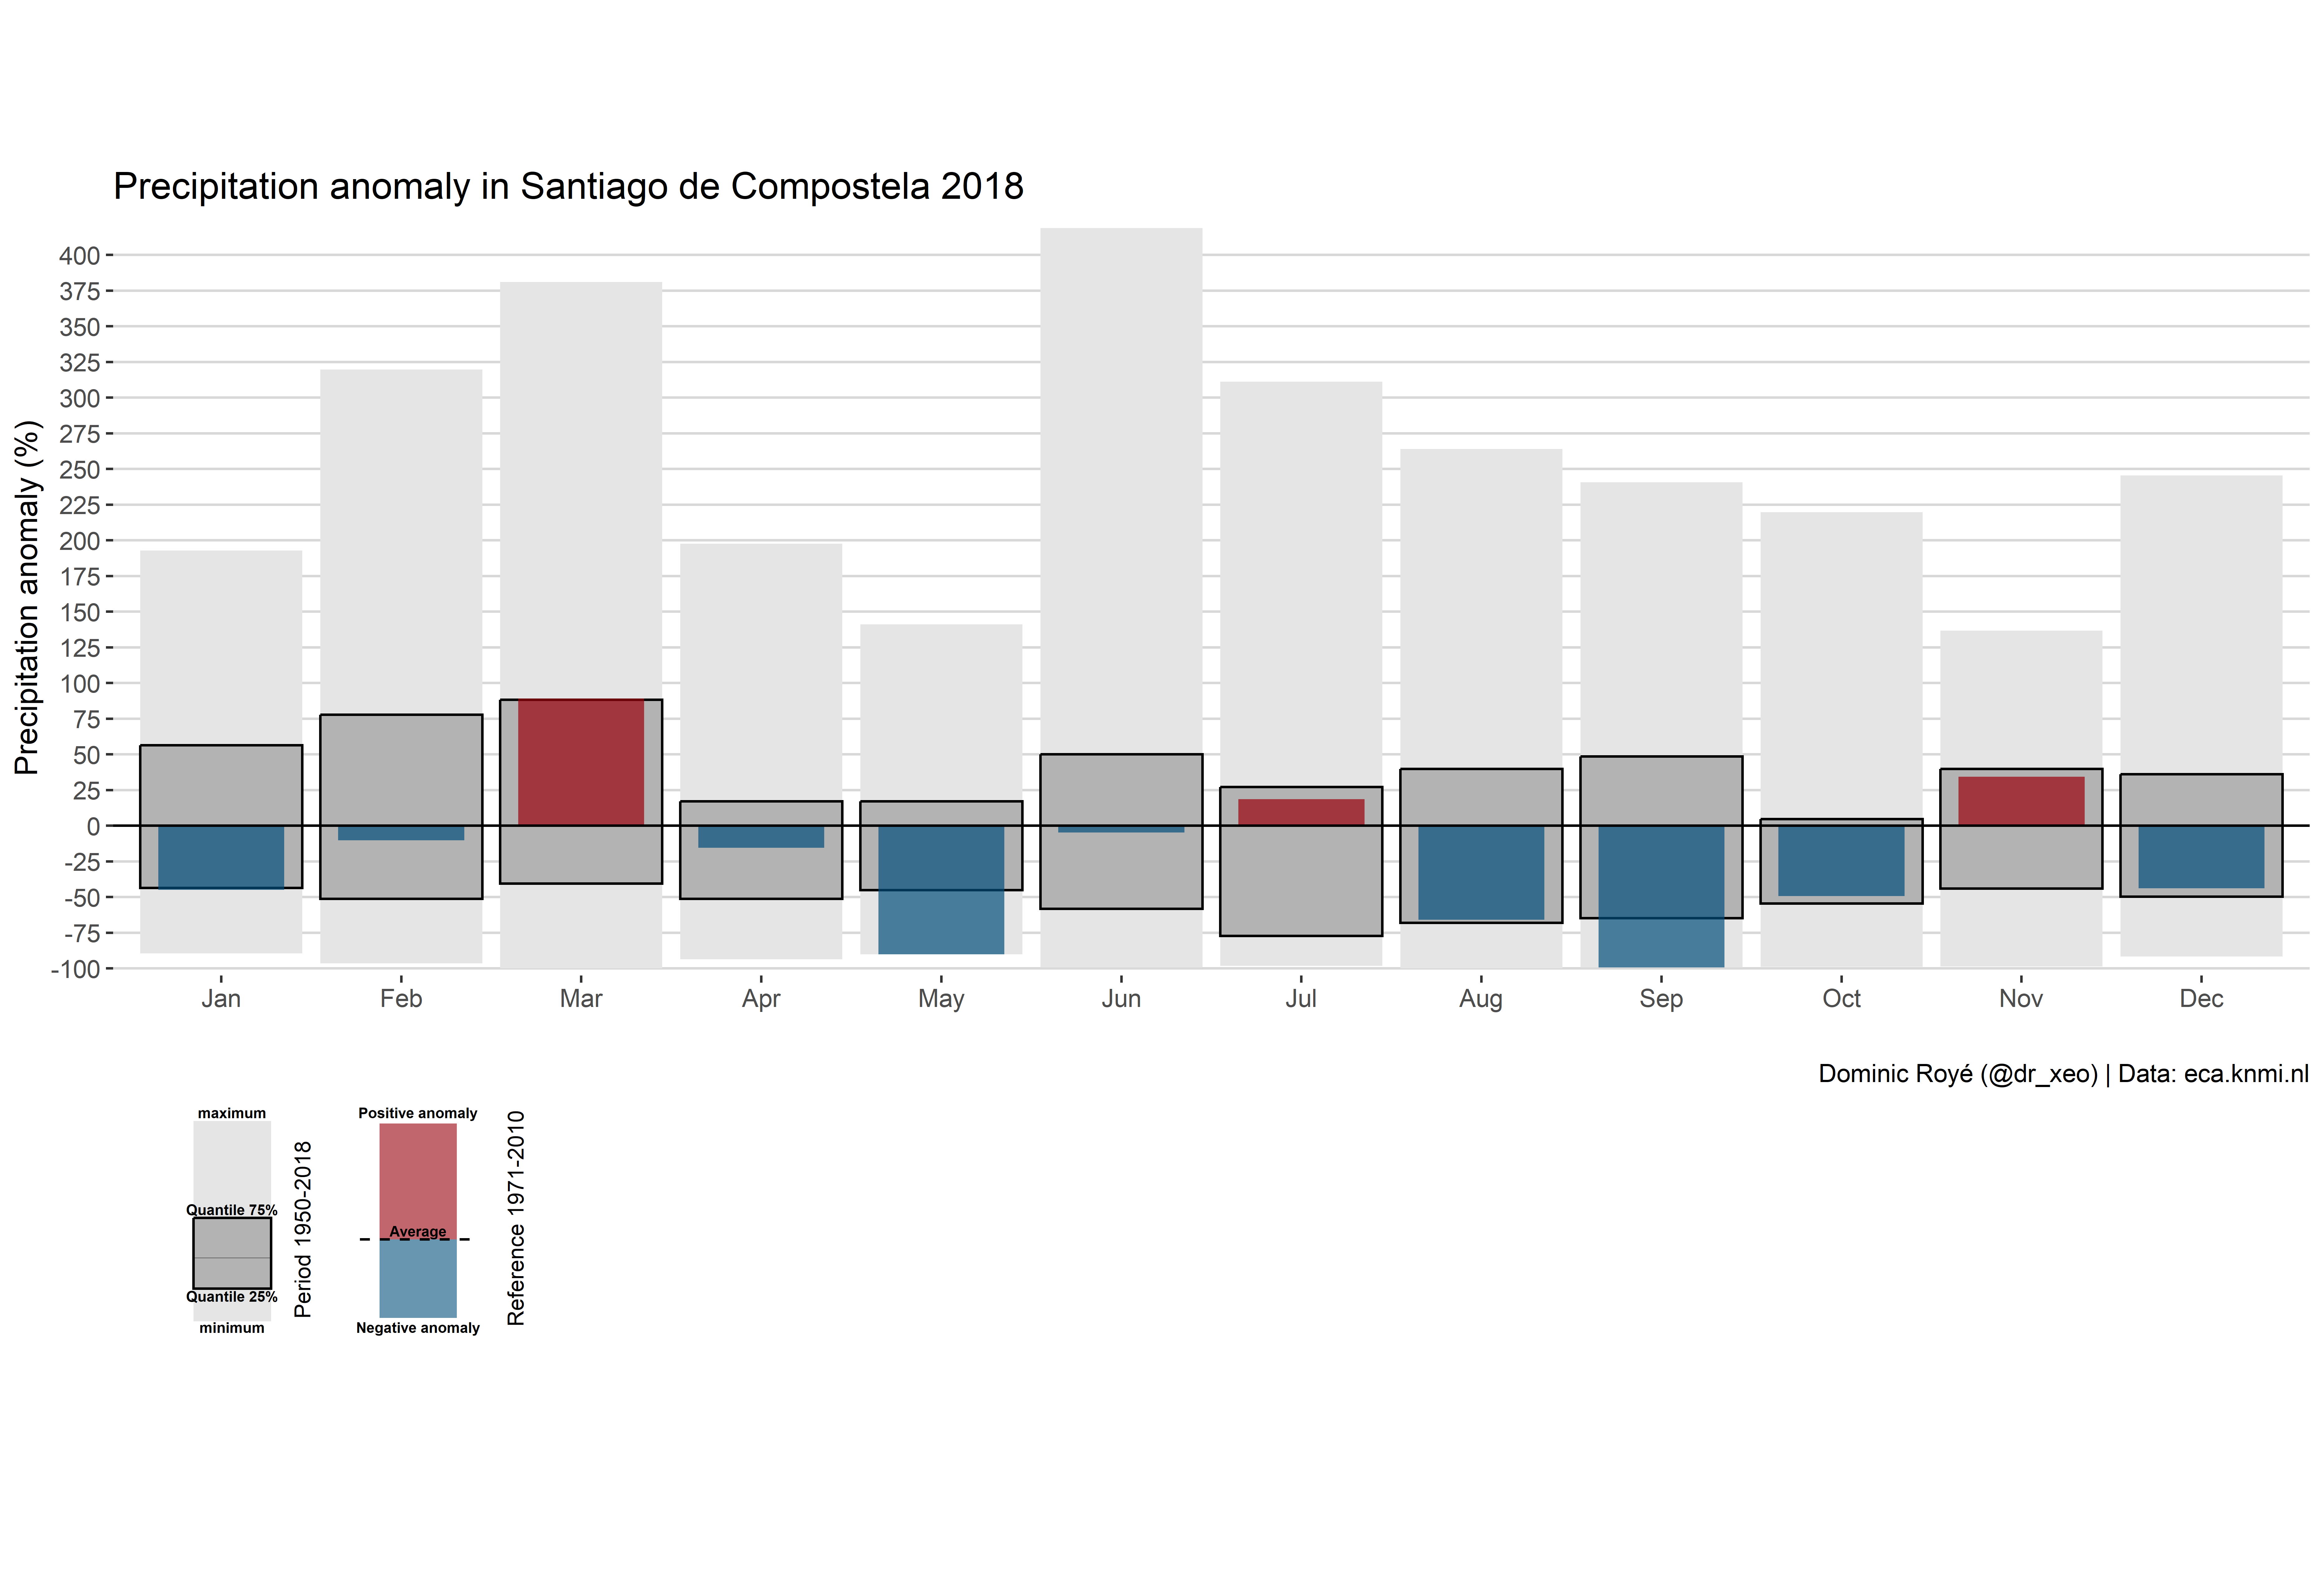 Precipitation anomaly in Santiago de Compostela 2018
Precipitation anomaly (%)
400
375
350
325
300
275
250
225
200
175
150
125
100
75
50
25
0
-25
-50
-75
-100
Jan Feb Mar Apr May Jun Jul Aug Sep Oct Nov Dec
Dominic Royé (@dr_xeo) | Data: eca.knmi.nl
maximum
Quantile 75%
Quantile 25%
minimum
Period 1950-2018
Positive anomaly
Average
Negative anomaly
Reference 1971-2010